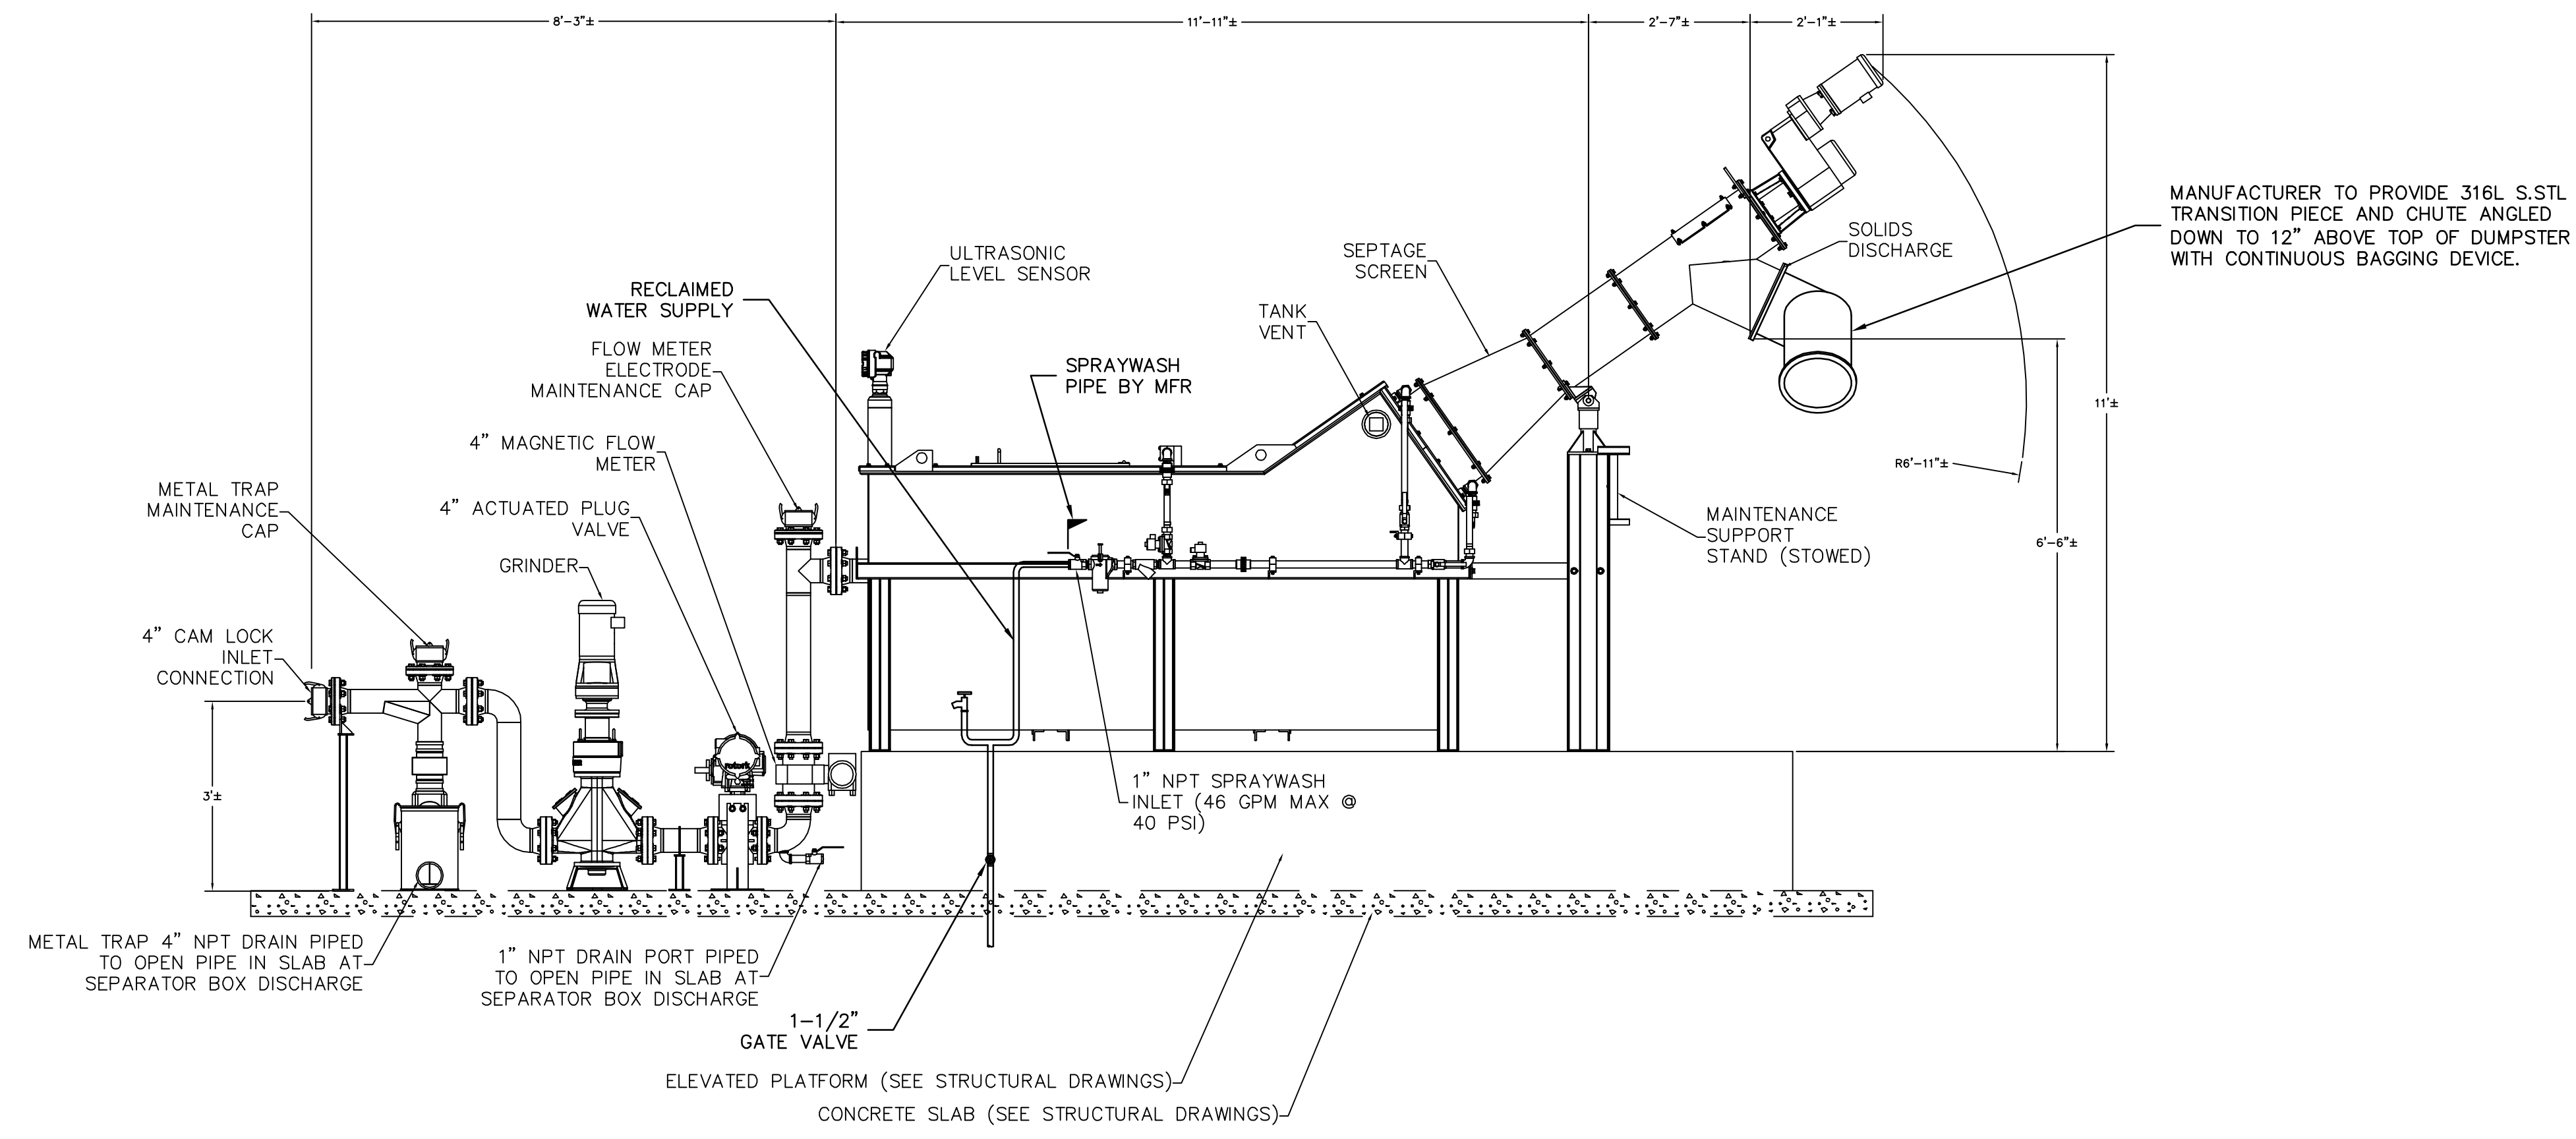 8'-3"±
11'-11"±
2'-7"±
2'-1"±
MANUFACTURER TO PROVIDE 316L S.STL
TRANSITION PIECE AND CHUTE ANGLED
DOWN TO 12" ABOVE TOP OF DUMPSTER
WITH CONTINUOUS BAGGING DEVICE.
SOLIDS
DISCHARGE
SEPTAGE
SCREEN
ULTRASONIC
LEVEL SENSOR
RECLAIMED
WATER SUPPLY
TANK
VENT
FLOW METER
ELECTRODE
MAINTENANCE CAP
SPRAYWASH
PIPE BY MFR
11'±
4" MAGNETIC FLOW
METER
R6'-11"±
METAL TRAP
MAINTENANCE
CAP
4" ACTUATED PLUG
VALVE
MAINTENANCE
SUPPORT
STAND (STOWED)
6'-6"±
GRINDER
4" CAM LOCK
INLET
CONNECTION
rotork
1" NPT SPRAYWASH
INLET (46 GPM MAX @
40 PSI)
3'±
METAL TRAP 4" NPT DRAIN PIPED
TO OPEN PIPE IN SLAB AT
SEPARATOR BOX DISCHARGE
1" NPT DRAIN PORT PIPED
TO OPEN PIPE IN SLAB AT
SEPARATOR BOX DISCHARGE
1-1/2"
GATE VALVE
ELEVATED PLATFORM (SEE STRUCTURAL DRAWINGS)
CONCRETE SLAB (SEE STRUCTURAL DRAWINGS)